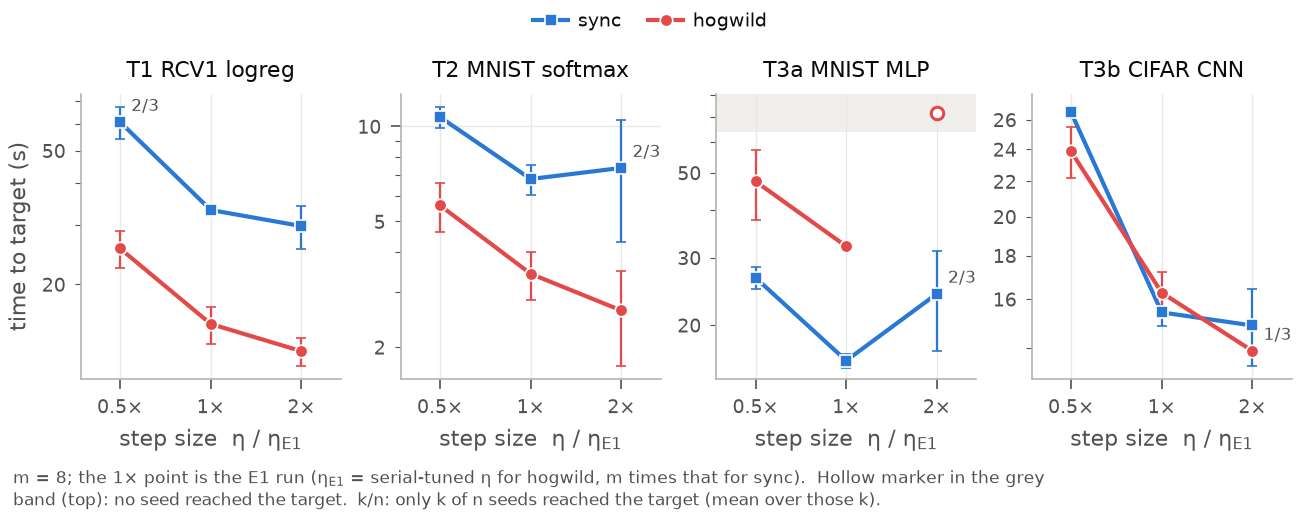 sync hogwild
T1 RCV1 logreg T2 MNIST softmax T3a MNIST MLP T3b CIFAR CNN
time to target (s)
50
20
2/3
0.5× 1× 2×
step size η / ηE1
10
5
2
2/3
0.5× 1× 2×
step size η / ηE1
50
30
20
2/3
0.5× 1× 2×
step size η / ηE1
26
24
22
20
18
16
1/3
0.5× 1× 2×
step size η / ηE1
m = 8; the 1× point is the E1 run (ηE1 = serial-tuned η for hogwild, m times that for sync). Hollow marker in the grey
band (top): no seed reached the target. k/n: only k of n seeds reached the target (mean over those k).